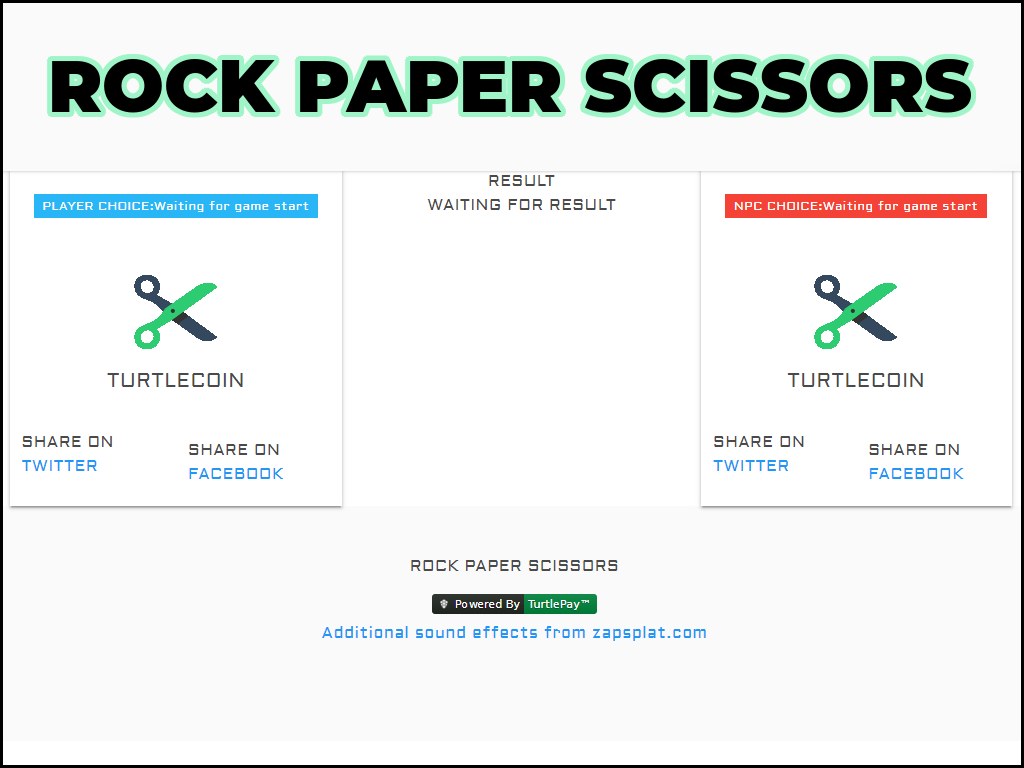 ROCK PAPER SCISSORS
PLAYER CHOICE:Waiting for game start
RESULT
WAITING FOR RESULT
NPC CHOICE:Waiting for game start
TURTLECOIN
TURTLECOIN
SHARE ON
TWITTER
SHARE ON
FACEBOOK
SHARE ON
TWITTER
SHARE ON
FACEBOOK
ROCK PAPER SCISSORS
Powered By TurtlePay™
Additional sound effects from zapsplat.com